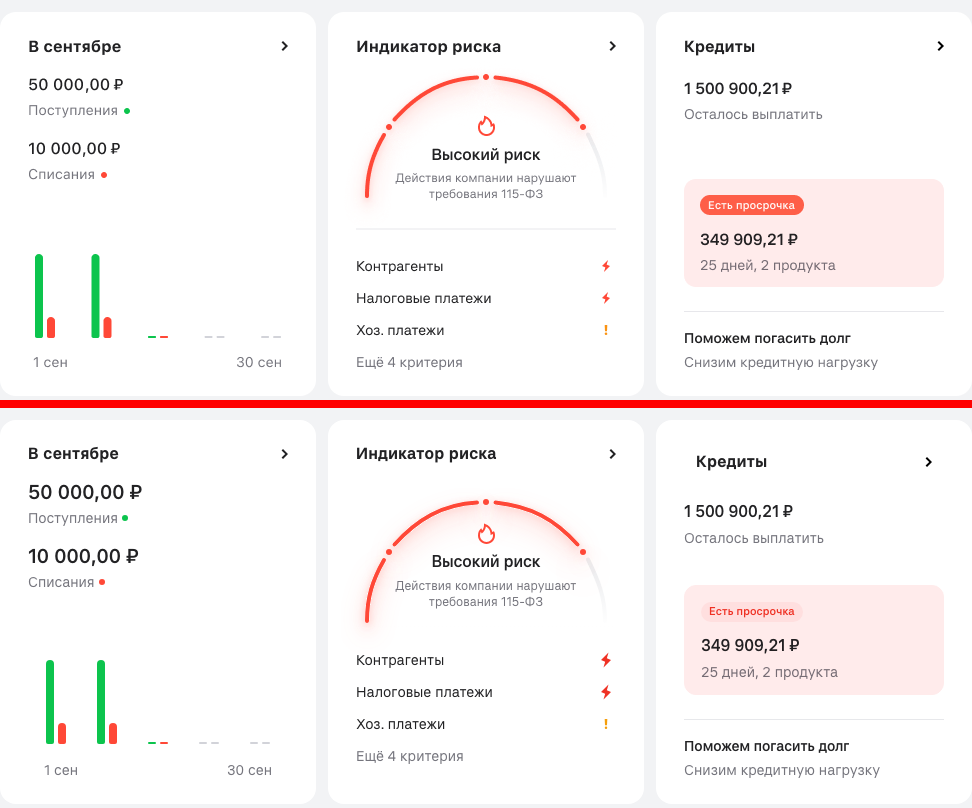 В сентябре
50 000,00 ₽
Поступления
10 000,00 ₽
Списания
1 сен
30 сен
Индикатор риска
Высокий риск
Действия компании нарушают
требования 115-ФЗ
Контрагенты
Налоговые платежи
Хоз. платежи
!
Ещё 4 критерия
Кредиты
1 500 900,21 ₽
Осталось выплатить
Есть просрочка
349 909,21 ₽
25 дней, 2 продукта
Поможем погасить долг
Снизим кредитную нагрузку
В сентябре
50 000,00 ₽
Поступления
10 000,00 ₽
Списания
1 сен
30 сен
Индикатор риска
Высокий риск
Действия компании нарушают
требования 115-ФЗ
Контрагенты
Налоговые платежи
Хоз. платежи
!
Ещё 4 критерия
Кредиты
1 500 900,21 ₽
Осталось выплатить
Есть просрочка
349 909,21 ₽
25 дней, 2 продукта
Поможем погасить долг
Снизим кредитную нагрузку